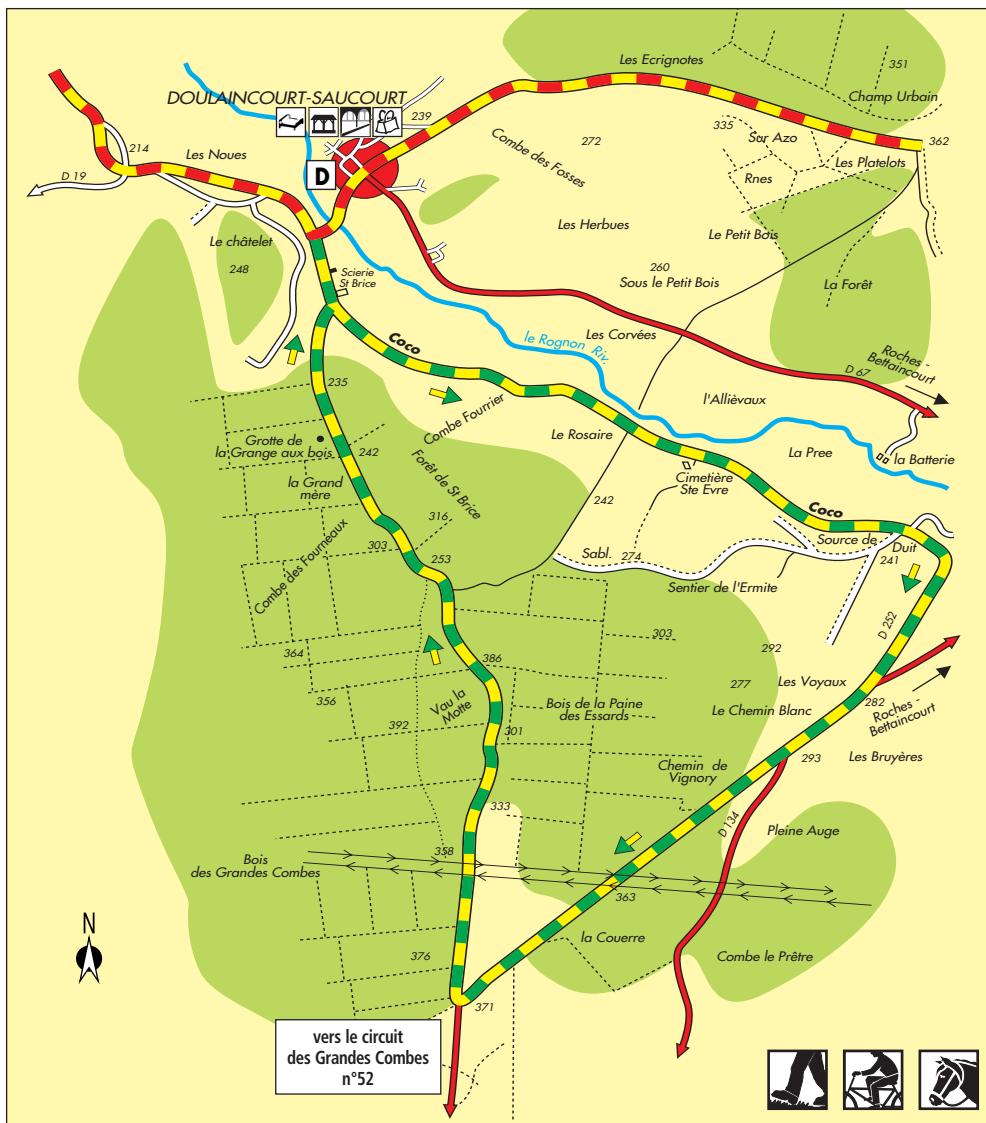 Les Ecrignotes
351
Champ Urbain
DOULAINCOURT-SAUCOURT
239
214
Les Noues
D 19
D
Combe des Fosses
272
335
Sur Azo
362
Rnes
Les Platelots
Les Herbues
Le Petit Bois
Le châtelet
248
Scierie
St Brice
260
Sous le Petit Bois
La Forêt
Coco
le Rognon Riv.
Les Corvées
Roches -
Bettaincourt
D 67
235
Combe Fourrier
l'Allièvaux
Grotte de
la Grange aux bois
242
Forêt de St Brice
Le Rosaire
La Pree
la Batterie
la Grand
mère
Cimetière
Ste Evre
242
Coco
316
303
253
Combe des Fourneaux
Sabl.
274
Source de
Duit
241
Sentier de l'Ermite
D 252
303
292
364
386
277
Les Voyaux
356
Vau la
Motte
Bois de la Paine
des Essards
Le Chemin Blanc
282
Roches -
Bettaincourt
392
301
293
Les Bruyères
Chemin de
Vignory
333
D 134
Pleine Auge
358
Bois
des Grandes Combes
363
la Couerre
376
Combe le Prêtre
N
371
vers le circuit
des Grandes Combes
n°52